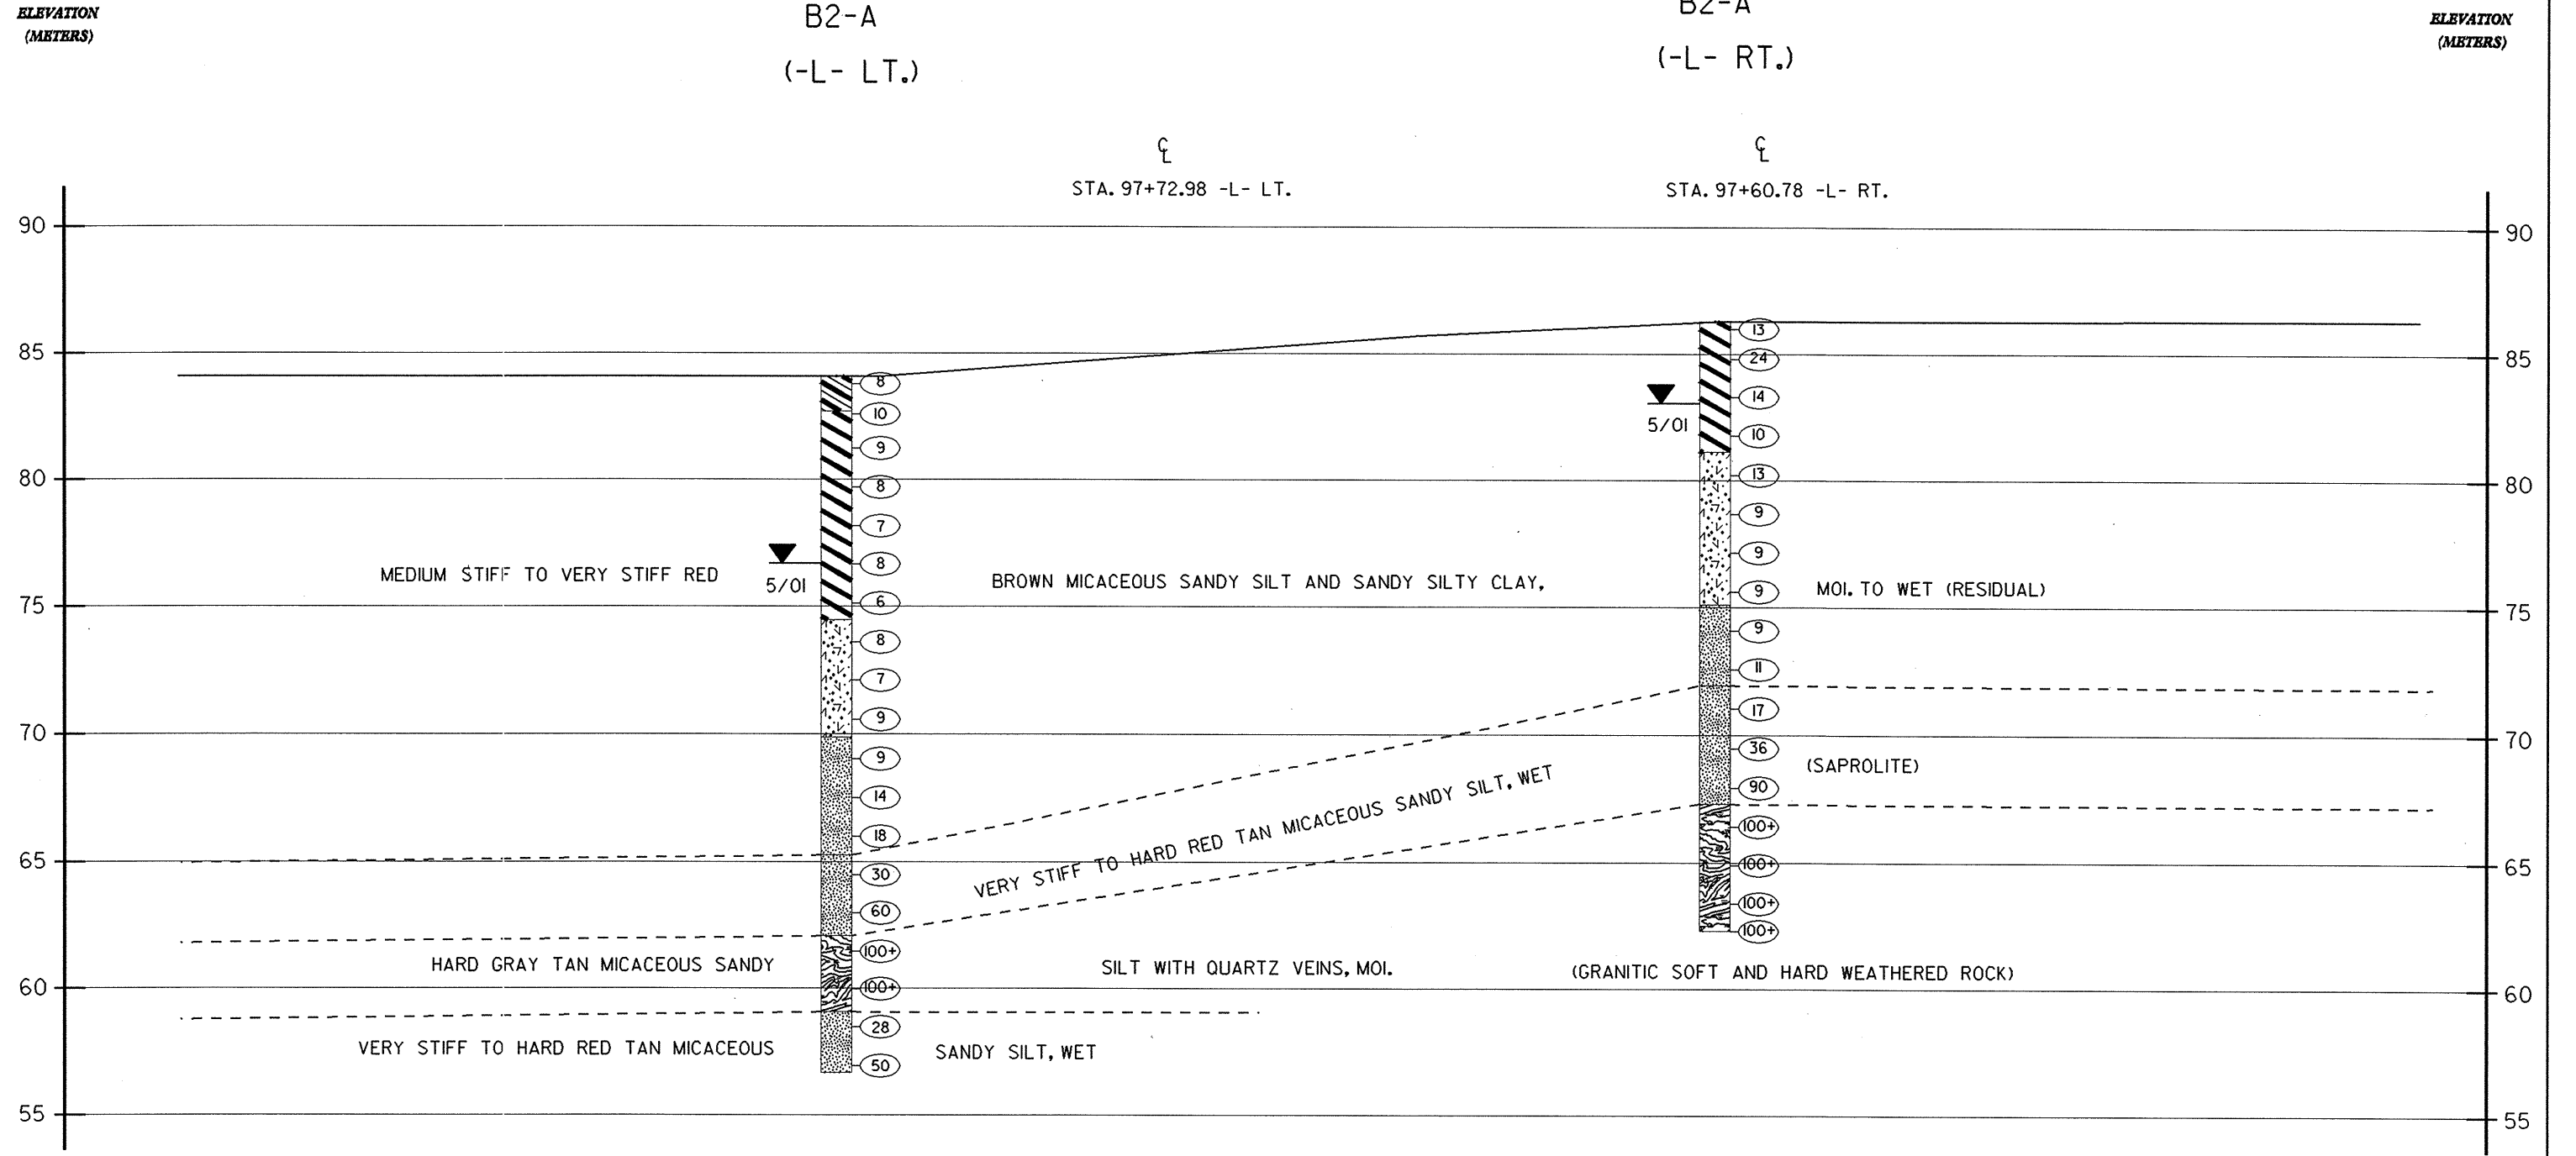 ELEVATION
(METERS)
B2-A
(-L- LT.)
B2-A
(-L- RT.)
ELEVATION
(METERS)
℄
STA. 97+72.98 -L- LT.
℄
STA. 97+60.78 -L- RT.
90
90
85
85
80
80
75
75
70
70
65
65
60
60
55
55
8
10
9
8
7
8
6
8
7
9
9
14
18
30
60
100+
100+
28
50
5/01
13
24
14
10
13
9
9
9
9
11
17
36
90
100+
100+
100+
100+
5/01
MEDIUM STIFF TO VERY STIFF RED
BROWN MICACEOUS SANDY SILT AND SANDY SILTY CLAY,
MOI. TO WET (RESIDUAL)
VERY STIFF TO HARD RED TAN MICACEOUS SANDY SILT, WET
(SAPROLITE)
HARD GRAY TAN MICACEOUS SANDY
SILT WITH QUARTZ VEINS, MOI.
(GRANITIC SOFT AND HARD WEATHERED ROCK)
VERY STIFF TO HARD RED TAN MICACEOUS
SANDY SILT, WET